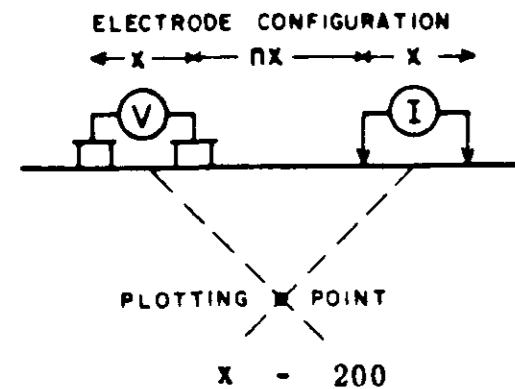 ELECTRODE CONFIGURATION
x nx x
V I
PLOTTING POINT
x - 200